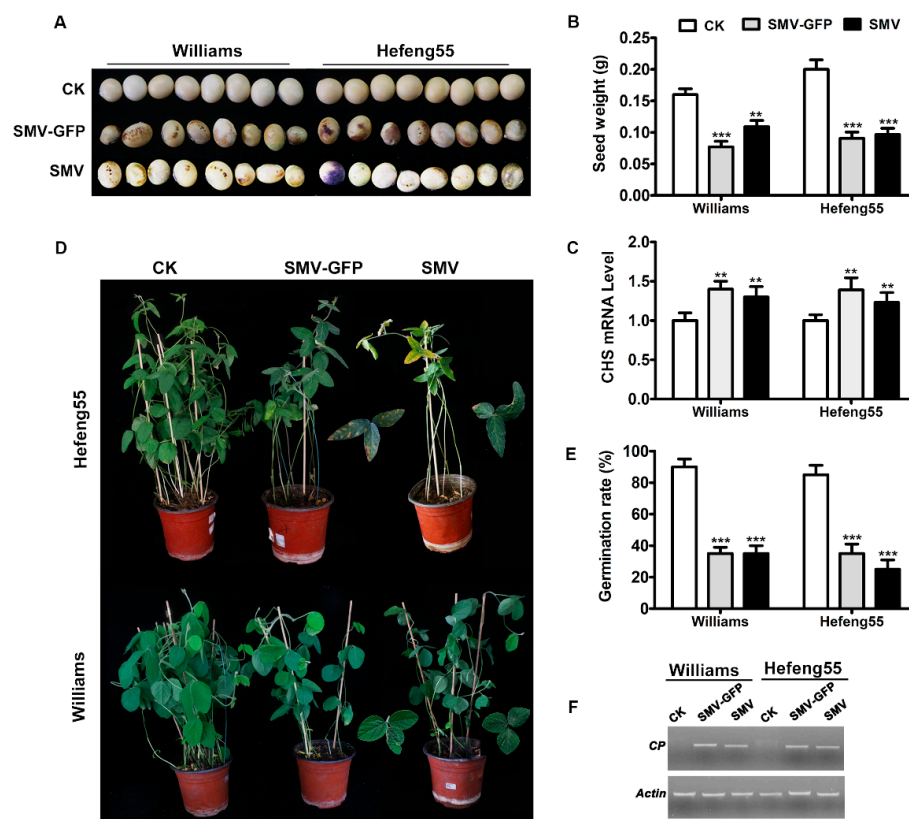 A
Williams
Hefeng55
CK
SMV-GFP
SMV
B
CK
SMV-GFP
SMV
Seed weight (g)
0.25
0.20
0.15
0.10
0.05
0.00
***
**
***
***
Williams
Hefeng55
C
CHS mRNA Level
2.0
1.5
1.0
0.5
0.0
**
**
**
**
Williams
Hefeng55
D
CK
SMV-GFP
SMV
Hefeng55
Williams
E
Germination rate (%)
100
80
60
40
20
0
***
***
***
***
Williams
Hefeng55
F
Williams
Hefeng55
CK
SMV-GFP
SMV
CK
SMV-GFP
SMV
CP
Actin